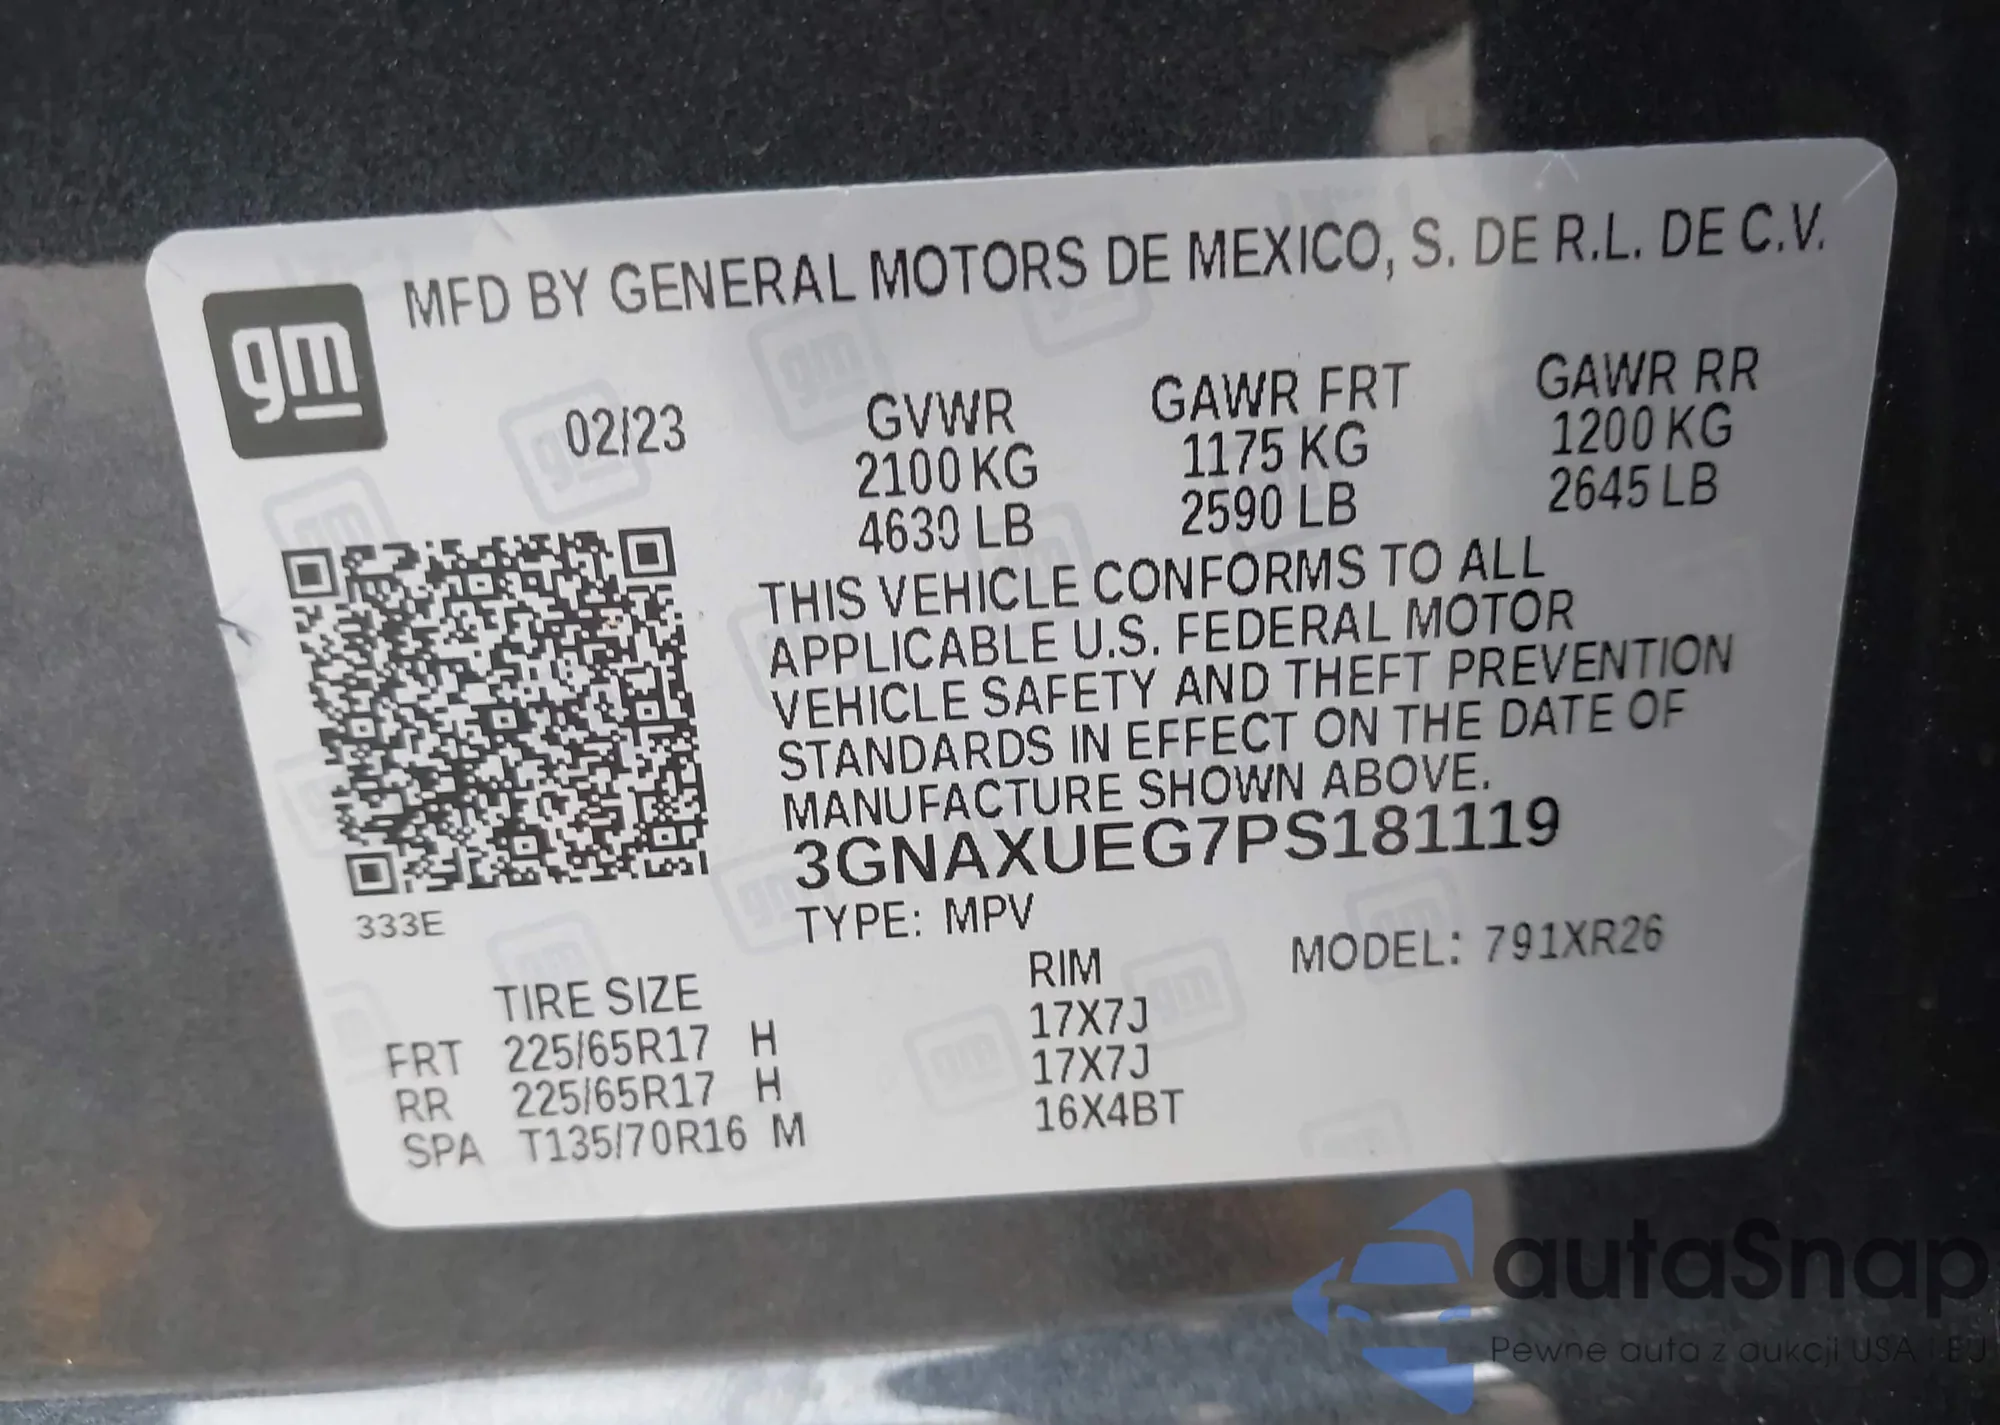 gm
MFD BY GENERAL MOTORS DE MEXICO, S. DE R.L. DE C.V.
02/23
GVWR GAWR FRT GAWR RR
2100 KG 1175 KG 1200 KG
4630 LB 2590 LB 2645 LB
THIS VEHICLE CONFORMS TO ALL
APPLICABLE U.S. FEDERAL MOTOR
VEHICLE SAFETY AND THEFT PREVENTION
STANDARDS IN EFFECT ON THE DATE OF
MANUFACTURE SHOWN ABOVE.
3GNAXUEG7PS181119
333E
TYPE: MPV MODEL: 791XR26
TIRE SIZE RIM
FRT 225/65R17 H 17X7J
RR 225/65R17 H 17X7J
SPA T135/70R16 M 16X4BT
autaSnap
Pewne auta z aukcji USA i EU